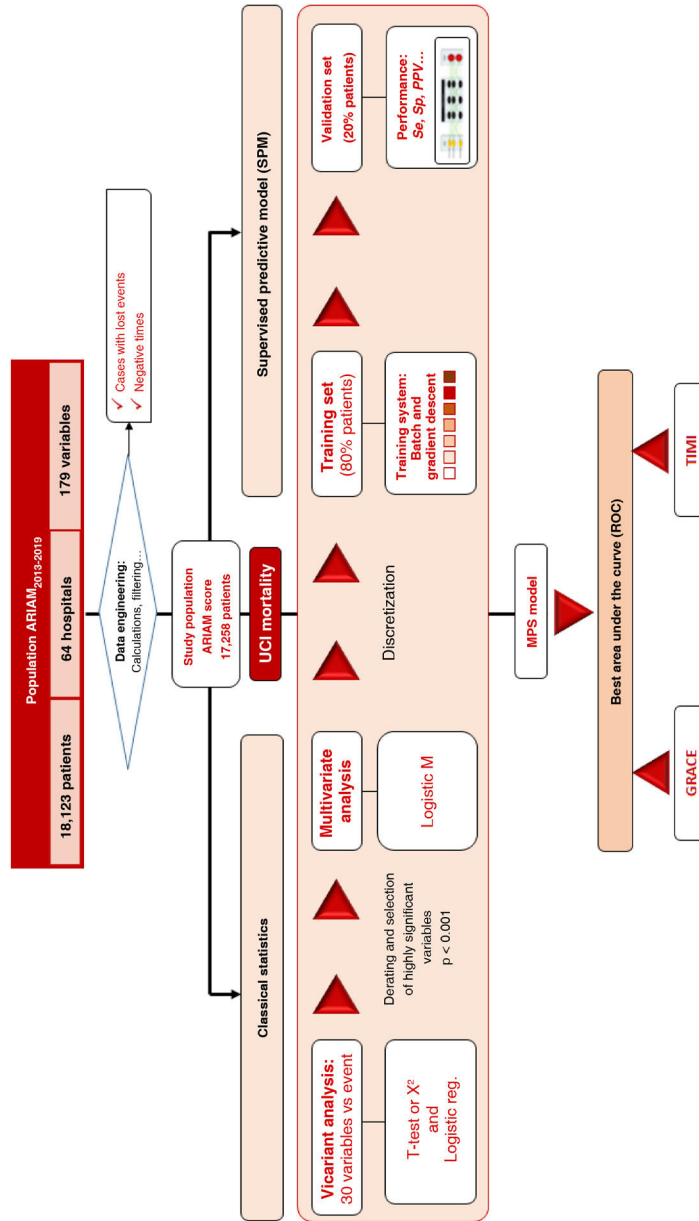 Population ARIAM2013-2019
18,123 patients
64 hospitals
179 variables
Data engineering:
Calculations, filtering...
✓ Cases with lost events
✓ Negative times
Study population
ARIAM score
17,258 patients
Classical statistics
UCI mortality
Supervised predictive model (SPM)
Vicariant analysis:
30 variables vs event
T-test or X²
and
Logistic reg.
Derating and selection
of highly significant
variables
p < 0.001
Multivariate
analysis
Logistic M
Discretization
Training set
(80% patients)
Training system:
Batch and
gradient descent
Validation set
(20% patients)
Performance:
Se, Sp, PPV...
MPS model
Best area under the curve (ROC)
GRACE
TIMI